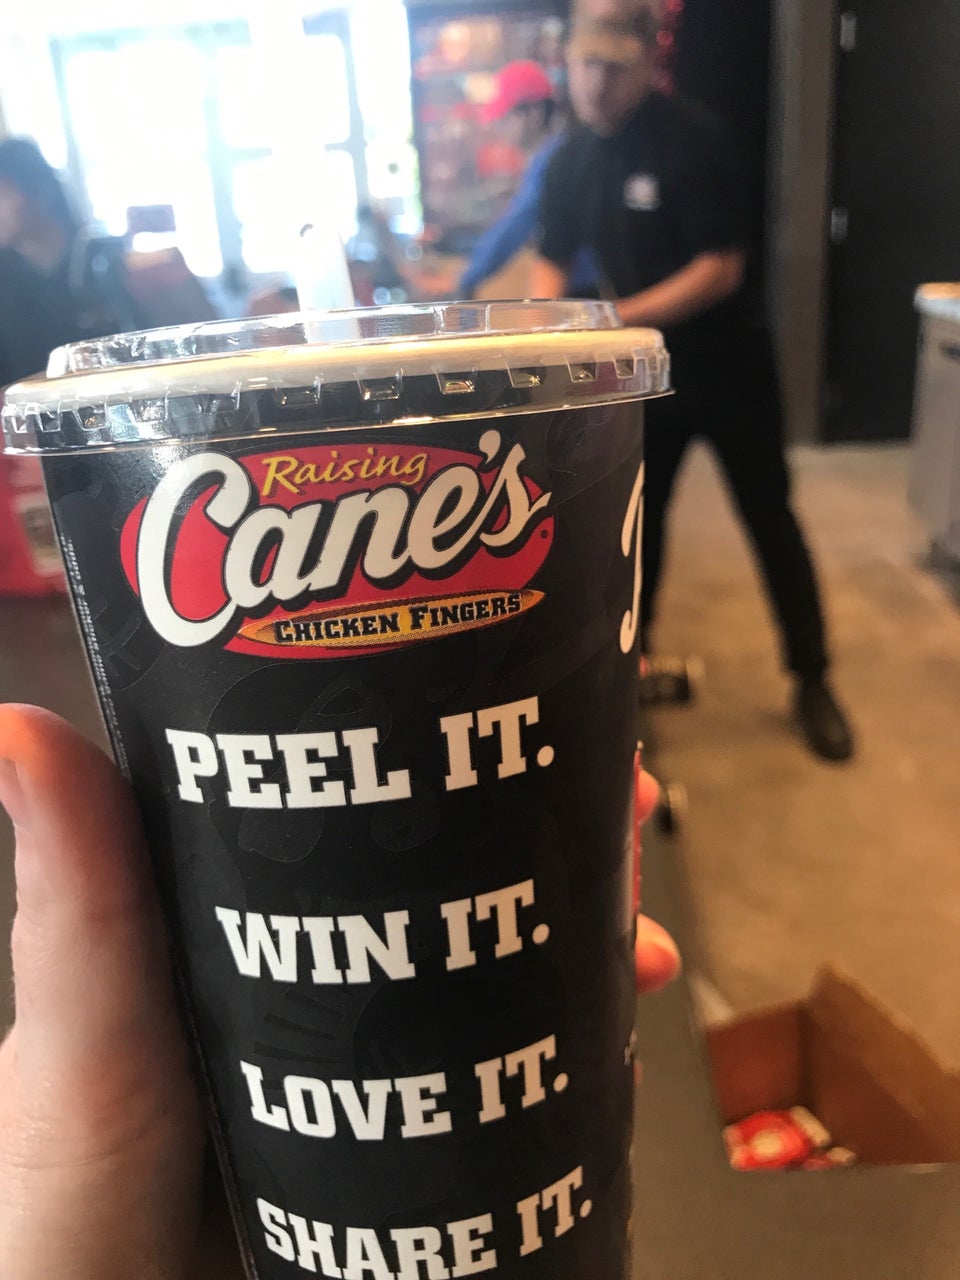 Raising
Cane's
CHICKEN FINGERS
PEEL IT.
WIN IT.
LOVE IT.
SHARE IT.